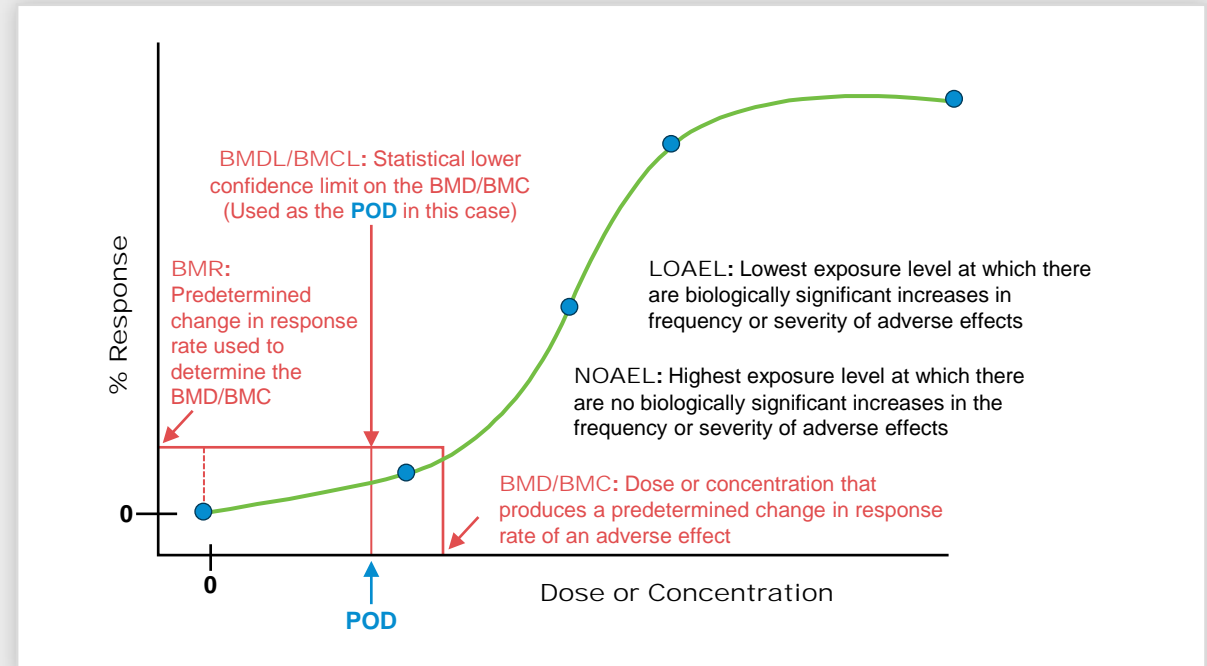 BMDL/BMCL: Statistical lower
confidence limit on the BMD/BMC
(Used as the POD in this case)
BMR:
Predetermined
change in response
rate used to
determine the
BMD/BMC
% Response
LOAEL: Lowest exposure level at which there
are biologically significant increases in
frequency or severity of adverse effects
NOAEL: Highest exposure level at which there
are no biologically significant increases in the
frequency or severity of adverse effects
BMD/BMC: Dose or concentration that
produces a predetermined change in response
rate of an adverse effect
0
0
Dose or Concentration
POD